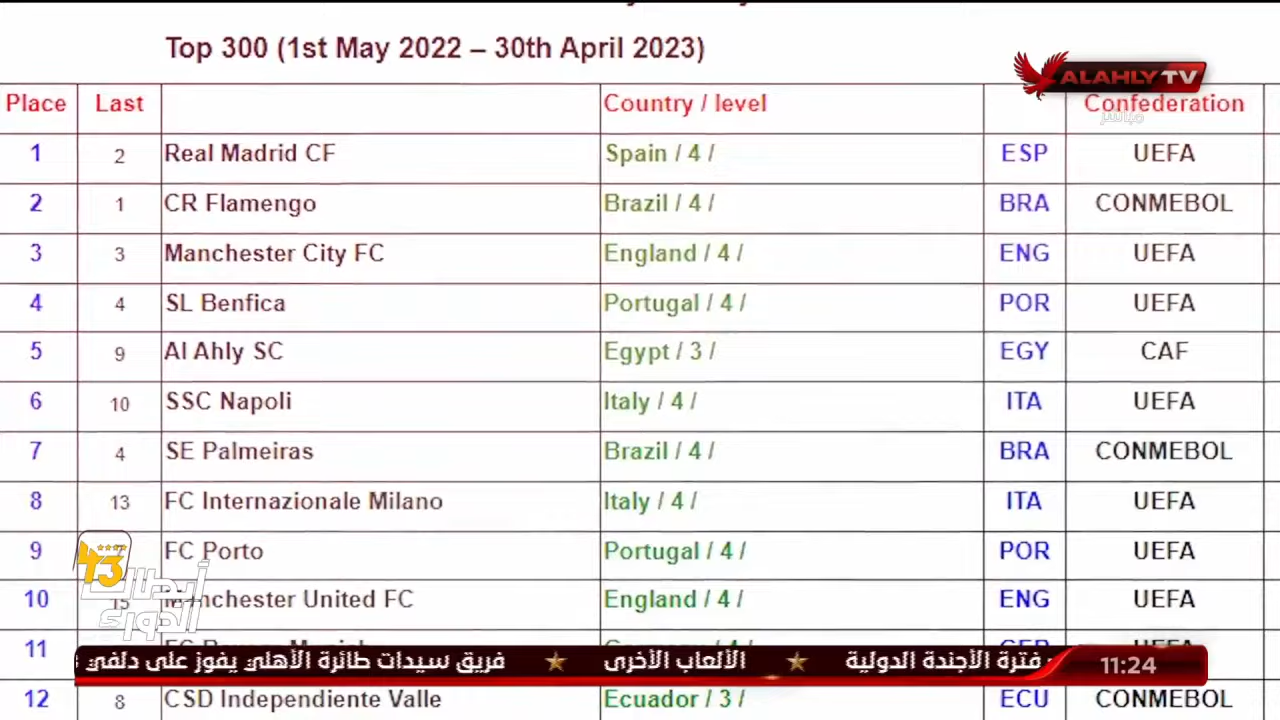 Top 300 (1st May 2022 – 30th April 2023)
ALAHLY TV
مباشر
Place Last Country / level Confederation
1 2 Real Madrid CF Spain / 4 / ESP UEFA
2 1 CR Flamengo Brazil / 4 / BRA CONMEBOL
3 3 Manchester City FC England / 4 / ENG UEFA
4 4 SL Benfica Portugal / 4 / POR UEFA
5 9 Al Ahly SC Egypt / 3 / EGY CAF
6 10 SSC Napoli Italy / 4 / ITA UEFA
7 4 SE Palmeiras Brazil / 4 / BRA CONMEBOL
8 13 FC Internazionale Milano Italy / 4 / ITA UEFA
9 FC Porto Portugal / 4 / POR UEFA
43
أبطال
الدوري
10 15 Manchester United FC England / 4 / ENG UEFA
11
فترة الأجندة الدولية ★ الألعاب الأخرى ★ فريق سيدات طائرة الأهلي يفوز على دلفي
11:24
12 8 CSD Independiente Valle Ecuador / 3 / ECU CONMEBOL